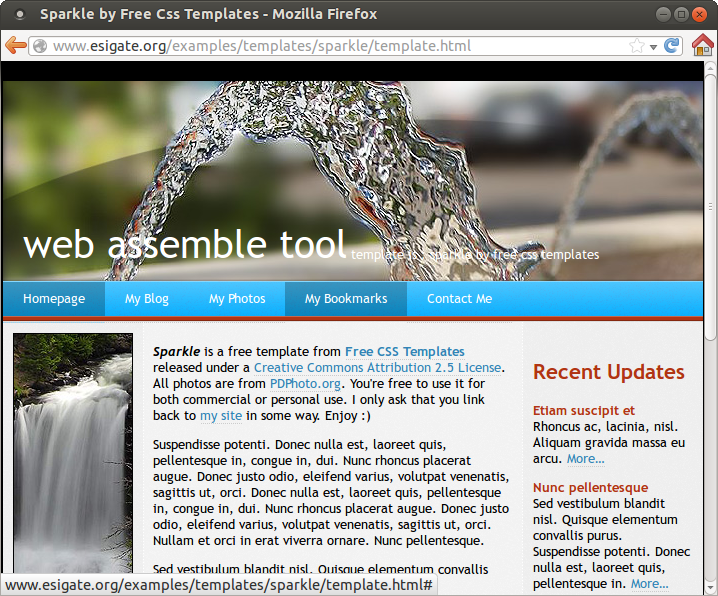 Sparkle by Free Css Templates - Mozilla Firefox
www.esigate.org/examples/templates/sparkle/template.html
web assemble tool
template is sparkle by free css templates
Homepage My Blog My Photos My Bookmarks Contact Me
Sparkle is a free template from Free CSS Templates
released under a Creative Commons Attribution 2.5 License.
All photos are from PDPhoto.org. You're free to use it for
both commercial or personal use. I only ask that you link
back to my site in some way. Enjoy :)
Suspendisse potenti. Donec nulla est, laoreet quis,
pellentesque in, congue in, dui. Nunc rhoncus placerat
augue. Donec justo odio, eleifend varius, volutpat venenatis,
sagittis ut, orci. Donec nulla est, laoreet quis, pellentesque
in, congue in, dui. Nunc rhoncus placerat augue. Donec justo
odio, eleifend varius, volutpat venenatis, sagittis ut, orci.
Nullam et orci in erat viverra ornare. Nunc pellentesque.
Sed vestibulum blandit nisl. Quisque elementum convallis
Recent Updates
Etiam suscipit et
Rhoncus ac, lacinia, nisl.
Aliquam gravida massa eu
arcu. More…
Nunc pellentesque
Sed vestibulum blandit
nisl. Quisque elementum
convallis purus.
Suspendisse potenti. Donec
nulla est, laoreet quis,
pellentesque in. More…
www.esigate.org/examples/templates/sparkle/template.html#